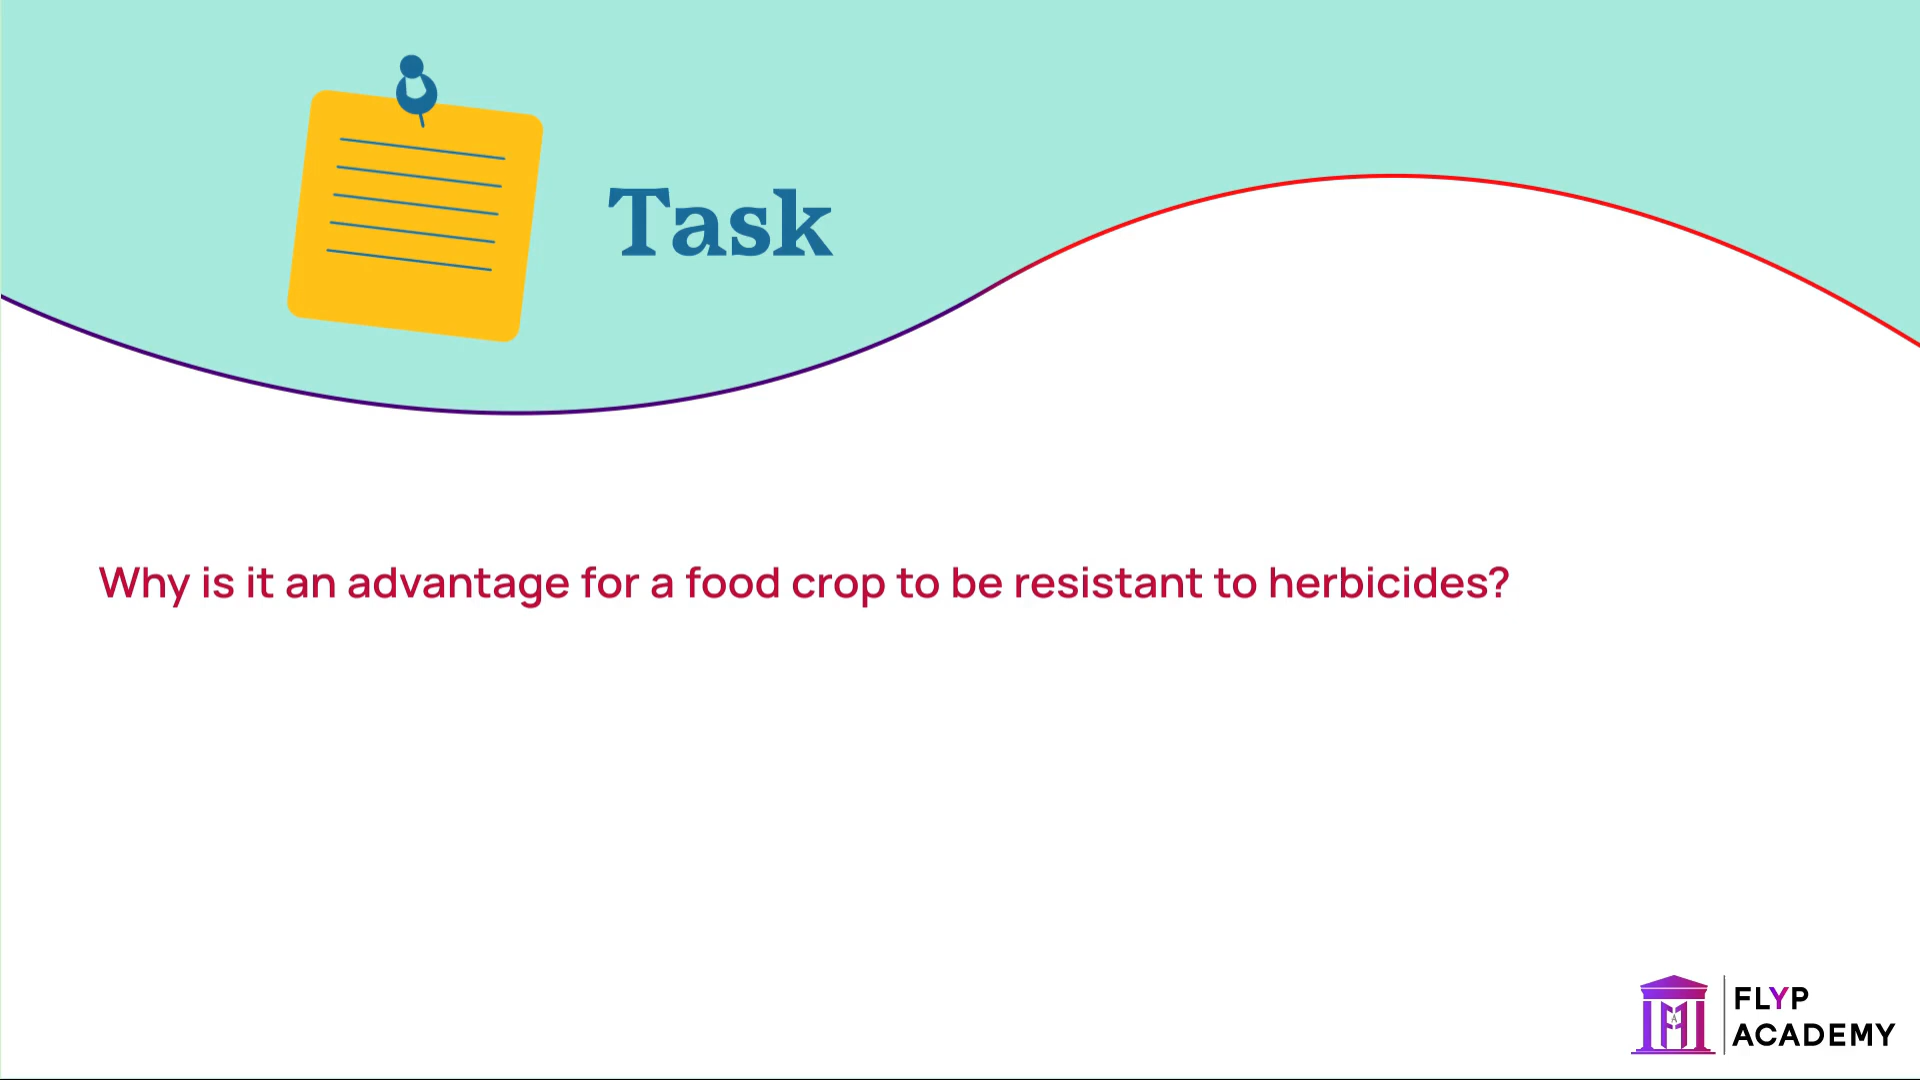 Task
Why is it an advantage for a food crop to be resistant to herbicides?
FLYP
ACADEMY